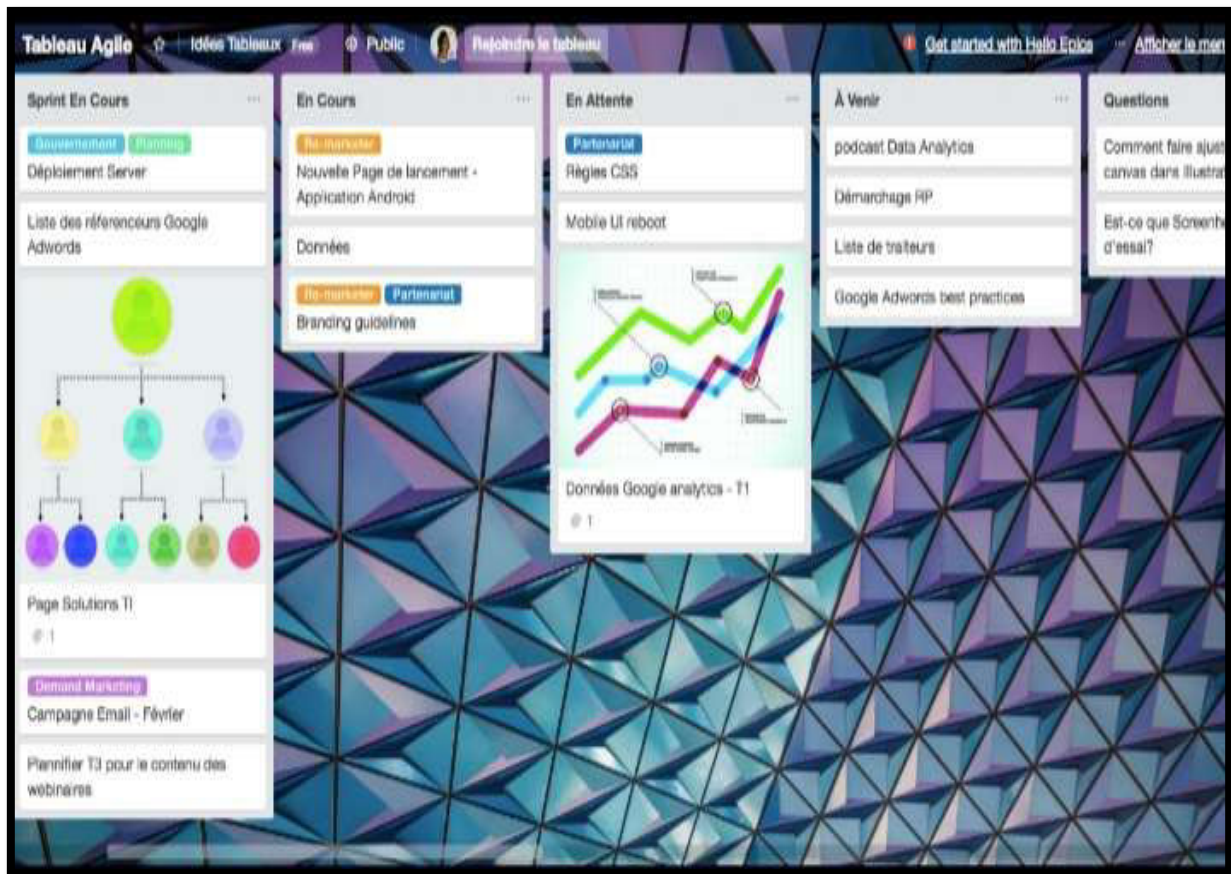 Tableau Agile
Idées Tableaux Free
Public
Rejoindre le tableau
Get started with Hello Epics
Afficher le men
Sprint En Cours
Gouvernement Planning
Déploiement Server
Liste des réferenceurs Google
Adwords
Page Solutions TI
1
Demand Marketing
Campagne Email - Février
Plannifier T3 pour le contenu des
webinaires
En Cours
Re-marketer
Nouvelle Page de lancement -
Application Android
Données
Re-marketer Partenariat
Branding guidelines
En Attente
Partenariat
Règles CSS
Mobile UI reboot
Données Google analytics - T1
1
À Venir
podcast Data Analytics
Démarchage RP
Liste de traiteurs
Google Adwords best practices
Questions
Comment faire ajust
canvas dans Illustrat
Est-ce que Screenhe
d'essai?